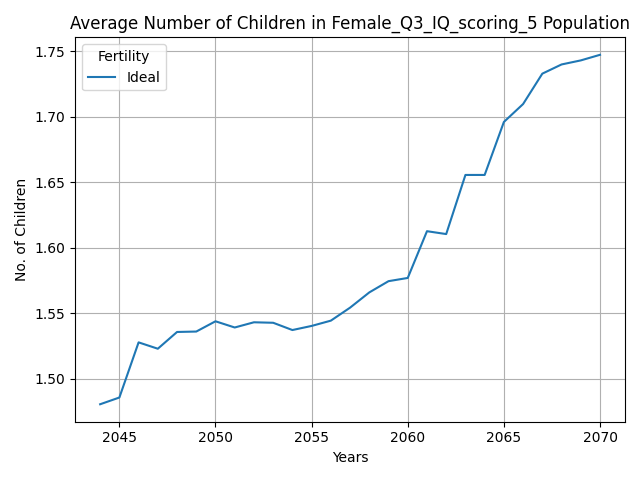 Average Number of Children in Female_Q3_IQ_scoring_5 Population
Fertility
Ideal
No. of Children
1.75
1.70
1.65
1.60
1.55
1.50
2045 2050 2055 2060 2065 2070
Years